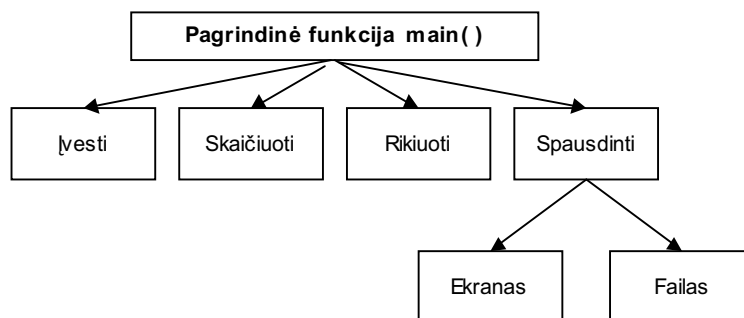 Pagrindinė funkcija main( )
Įvesti
Skaičiuoti
Rikiuoti
Spausdinti
Ekranas
Failas